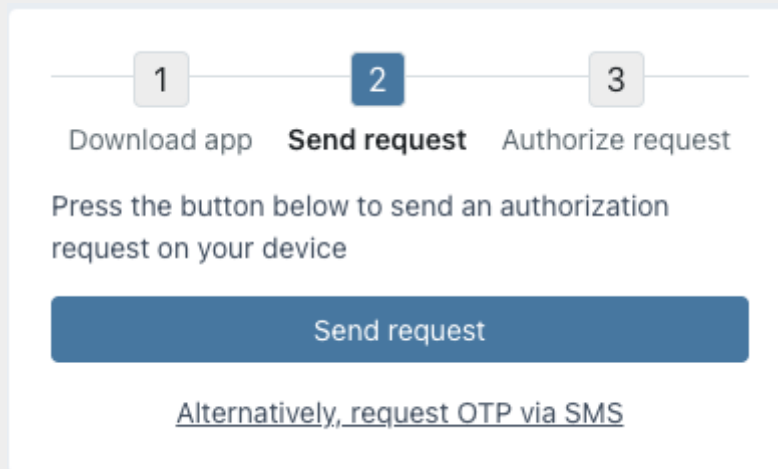 1
2
3
Download app
Send request
Authorize request
Press the button below to send an authorization
request on your device
Send request
Alternatively, request OTP via SMS